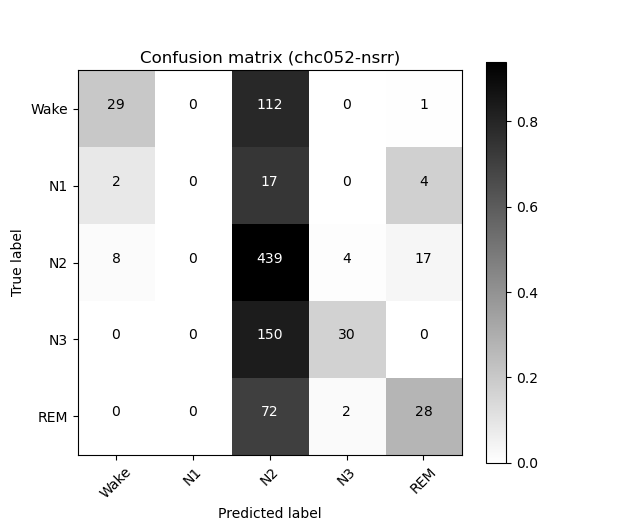 Confusion matrix (chc052-nsrr)
True label
Wake 29 0 112 0 1
N1 2 0 17 0 4
N2 8 0 439 4 17
N3 0 0 150 30 0
REM 0 0 72 2 28
Wake N1 N2 N3 REM
Predicted label
0.8
0.6
0.4
0.2
0.0